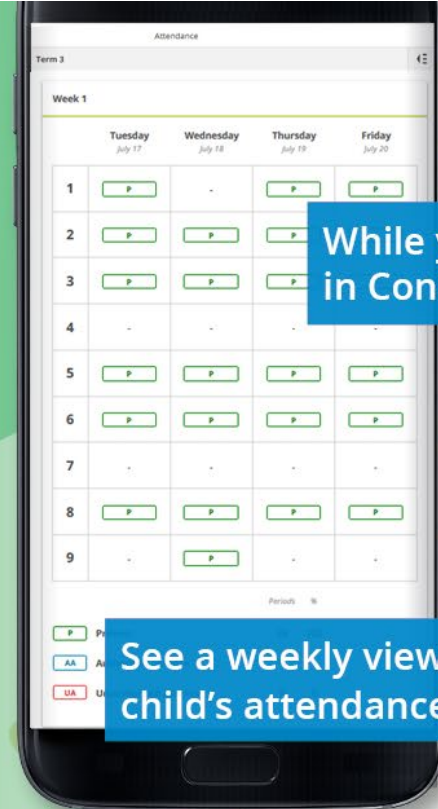 Attendance
Term 3
Week 1
Tuesday Wednesday Thursday Friday
July 17 July 18 July 19 July 20
1 P - P P
2 P P P
3 P P P
4 - - -
5 P P P P
6 P P P P
7 - - - -
8 P P P P
9 - P - -
While
in Con
Periods %
P
AA
UA
See a weekly view
child's attendance